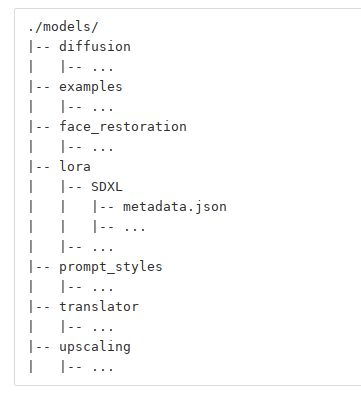 ./models/
|-- diffusion
|   |-- ...
|-- examples
|   |-- ...
|-- face_restoration
|   |-- ...
|-- lora
|   |-- SDXL
|   |   |-- metadata.json
|   |   |-- ...
|   |-- ...
|-- prompt_styles
|   |-- ...
|-- translator
|   |-- ...
|-- upscaling
|   |-- ...